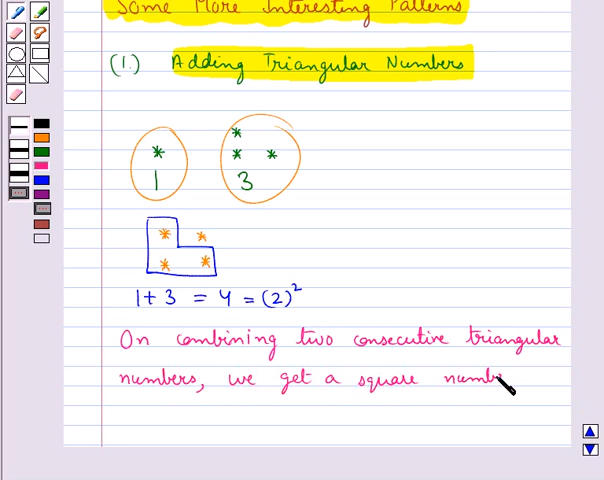 Some More Interesting Patterns
(1.) Adding Triangular Numbers
1 3
1 + 3 = 4 = (2)²
On combining two consecutive triangular
numbers, we get a square numb